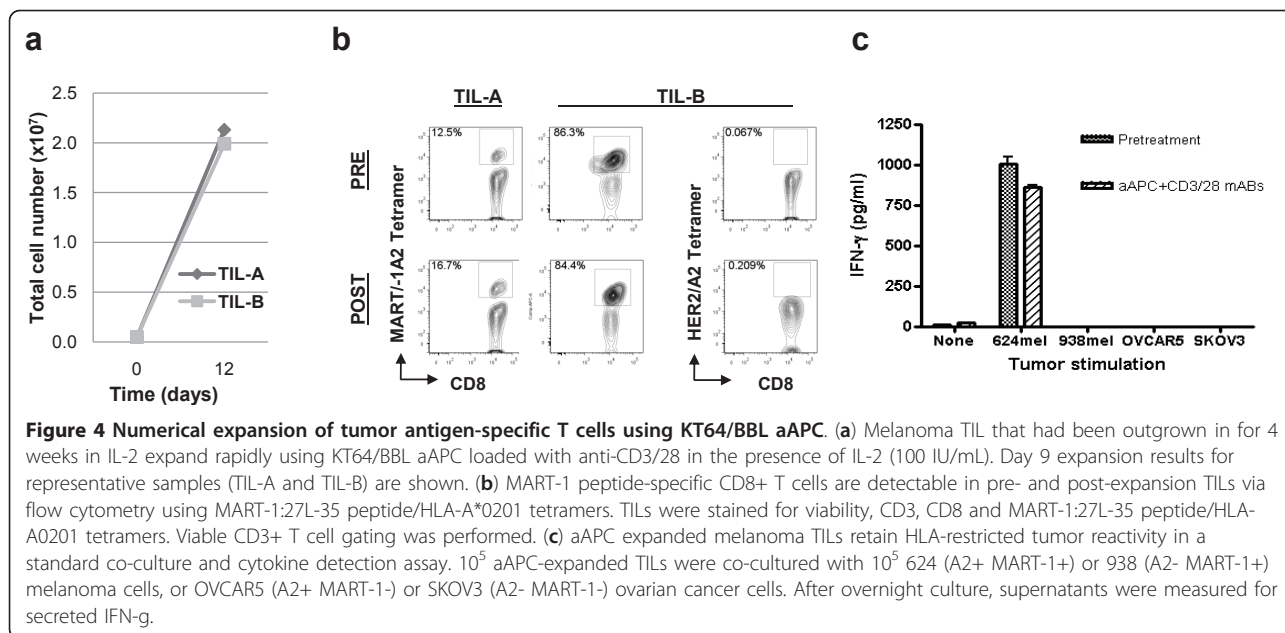 a
2.5
2.0
1.5
1.0
0.5
0.0
Total cell number (x10⁷)
TIL-A
TIL-B
0
12
Time (days)
b
TIL-A
TIL-B
PRE
POST
12.5%
86.3%
0.067%
16.7%
84.4%
0.209%
MART/-1A2 Tetramer
HER2/A2 Tetramer
CD8
CD8
c
1250
1000
750
500
250
0
IFN-γ (pg/ml)
Pretreatment
aAPC+CD3/28 mABs
None 624mel 938mel OVCAR5 SKOV3
Tumor stimulation
Figure 4 Numerical expansion of tumor antigen-specific T cells using KT64/BBL aAPC. (a) Melanoma TIL that had been outgrown in for 4
weeks in IL-2 expand rapidly using KT64/BBL aAPC loaded with anti-CD3/28 in the presence of IL-2 (100 IU/mL). Day 9 expansion results for
representative samples (TIL-A and TIL-B) are shown. (b) MART-1 peptide-specific CD8+ T cells are detectable in pre- and post-expansion TILs via
flow cytometry using MART-1:27L-35 peptide/HLA-A*0201 tetramers. TILs were stained for viability, CD3, CD8 and MART-1:27L-35 peptide/HLA-
A0201 tetramers. Viable CD3+ T cell gating was performed. (c) aAPC expanded melanoma TILs retain HLA-restricted tumor reactivity in a
standard co-culture and cytokine detection assay. 10⁵ aAPC-expanded TILs were co-cultured with 10⁵ 624 (A2+ MART-1+) or 938 (A2- MART-1+)
melanoma cells, or OVCAR5 (A2+ MART-1-) or SKOV3 (A2- MART-1-) ovarian cancer cells. After overnight culture, supernatants were measured for
secreted IFN-g.